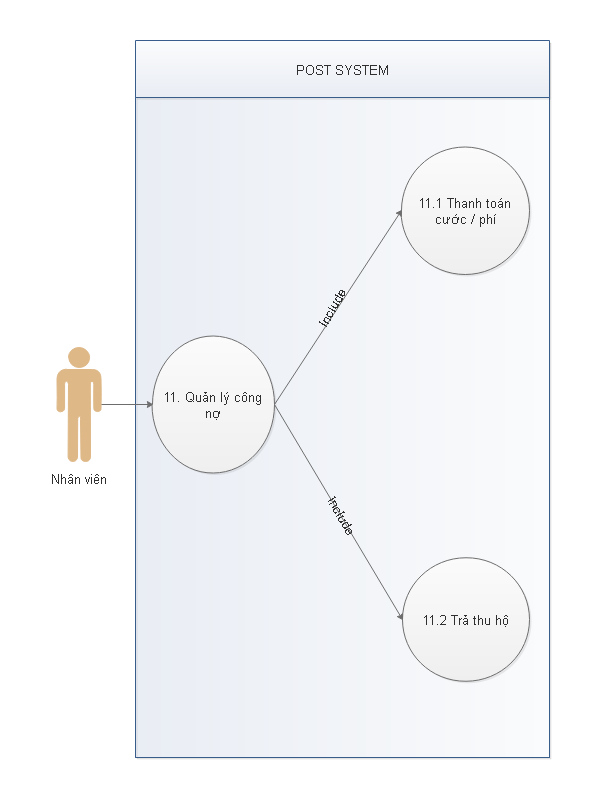 POST SYSTEM
11.1 Thanh toán
cước / phí
Include
11. Quản lý công
nợ
Nhân viên
Include
11.2 Trả thu hộ